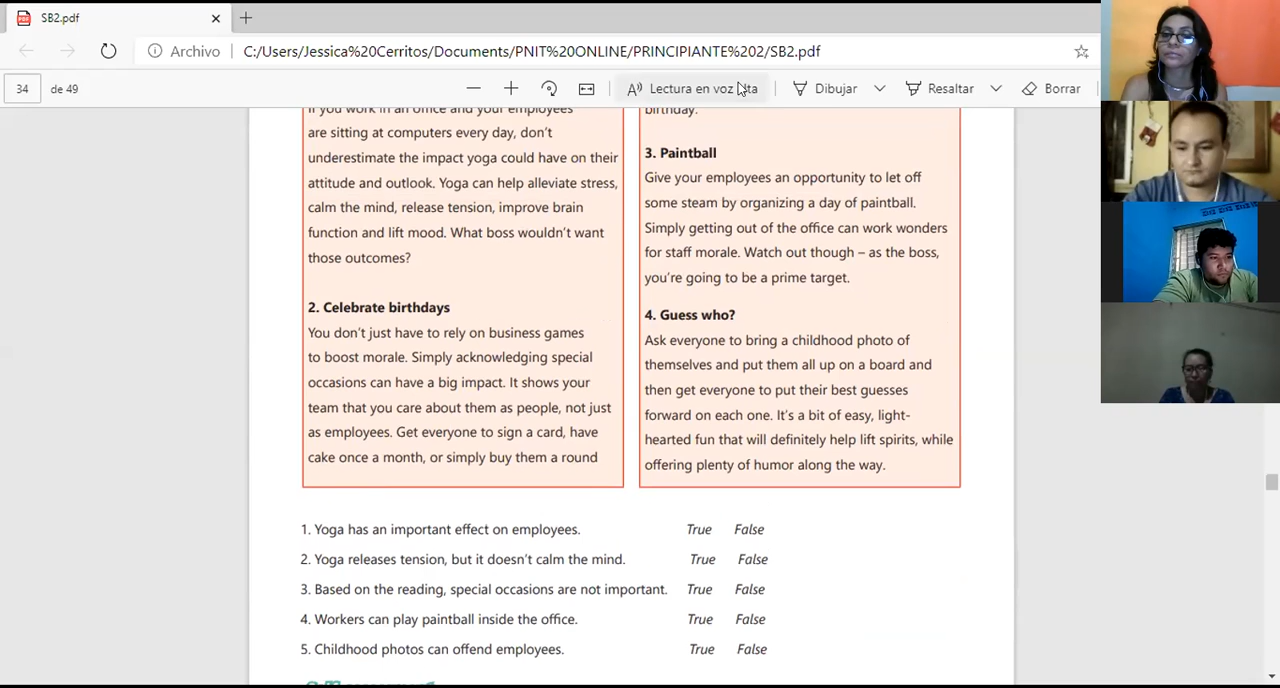 SB2.pdf
Archivo
C:/Users/Jessica%20Cerritos/Documents/PNIT%20ONLINE/PRINCIPIANTE%202/SB2.pdf
34 de 49
Lectura en voz alta
Dibujar
Resaltar
Borrar
If you work in an office and your employees
are sitting at computers every day, don't
underestimate the impact yoga could have on their
attitude and outlook. Yoga can help alleviate stress,
calm the mind, release tension, improve brain
function and lift mood. What boss wouldn't want
those outcomes?
2. Celebrate birthdays
You don't just have to rely on business games
to boost morale. Simply acknowledging special
occasions can have a big impact. It shows your
team that you care about them as people, not just
as employees. Get everyone to sign a card, have
cake once a month, or simply buy them a round
birthday.
3. Paintball
Give your employees an opportunity to let off
some steam by organizing a day of paintball.
Simply getting out of the office can work wonders
for staff morale. Watch out though – as the boss,
you're going to be a prime target.
4. Guess who?
Ask everyone to bring a childhood photo of
themselves and put them all up on a board and
then get everyone to put their best guesses
forward on each one. It's a bit of easy, light-
hearted fun that will definitely help lift spirits, while
offering plenty of humor along the way.
1. Yoga has an important effect on employees. True False
2. Yoga releases tension, but it doesn't calm the mind. True False
3. Based on the reading, special occasions are not important. True False
4. Workers can play paintball inside the office. True False
5. Childhood photos can offend employees. True False